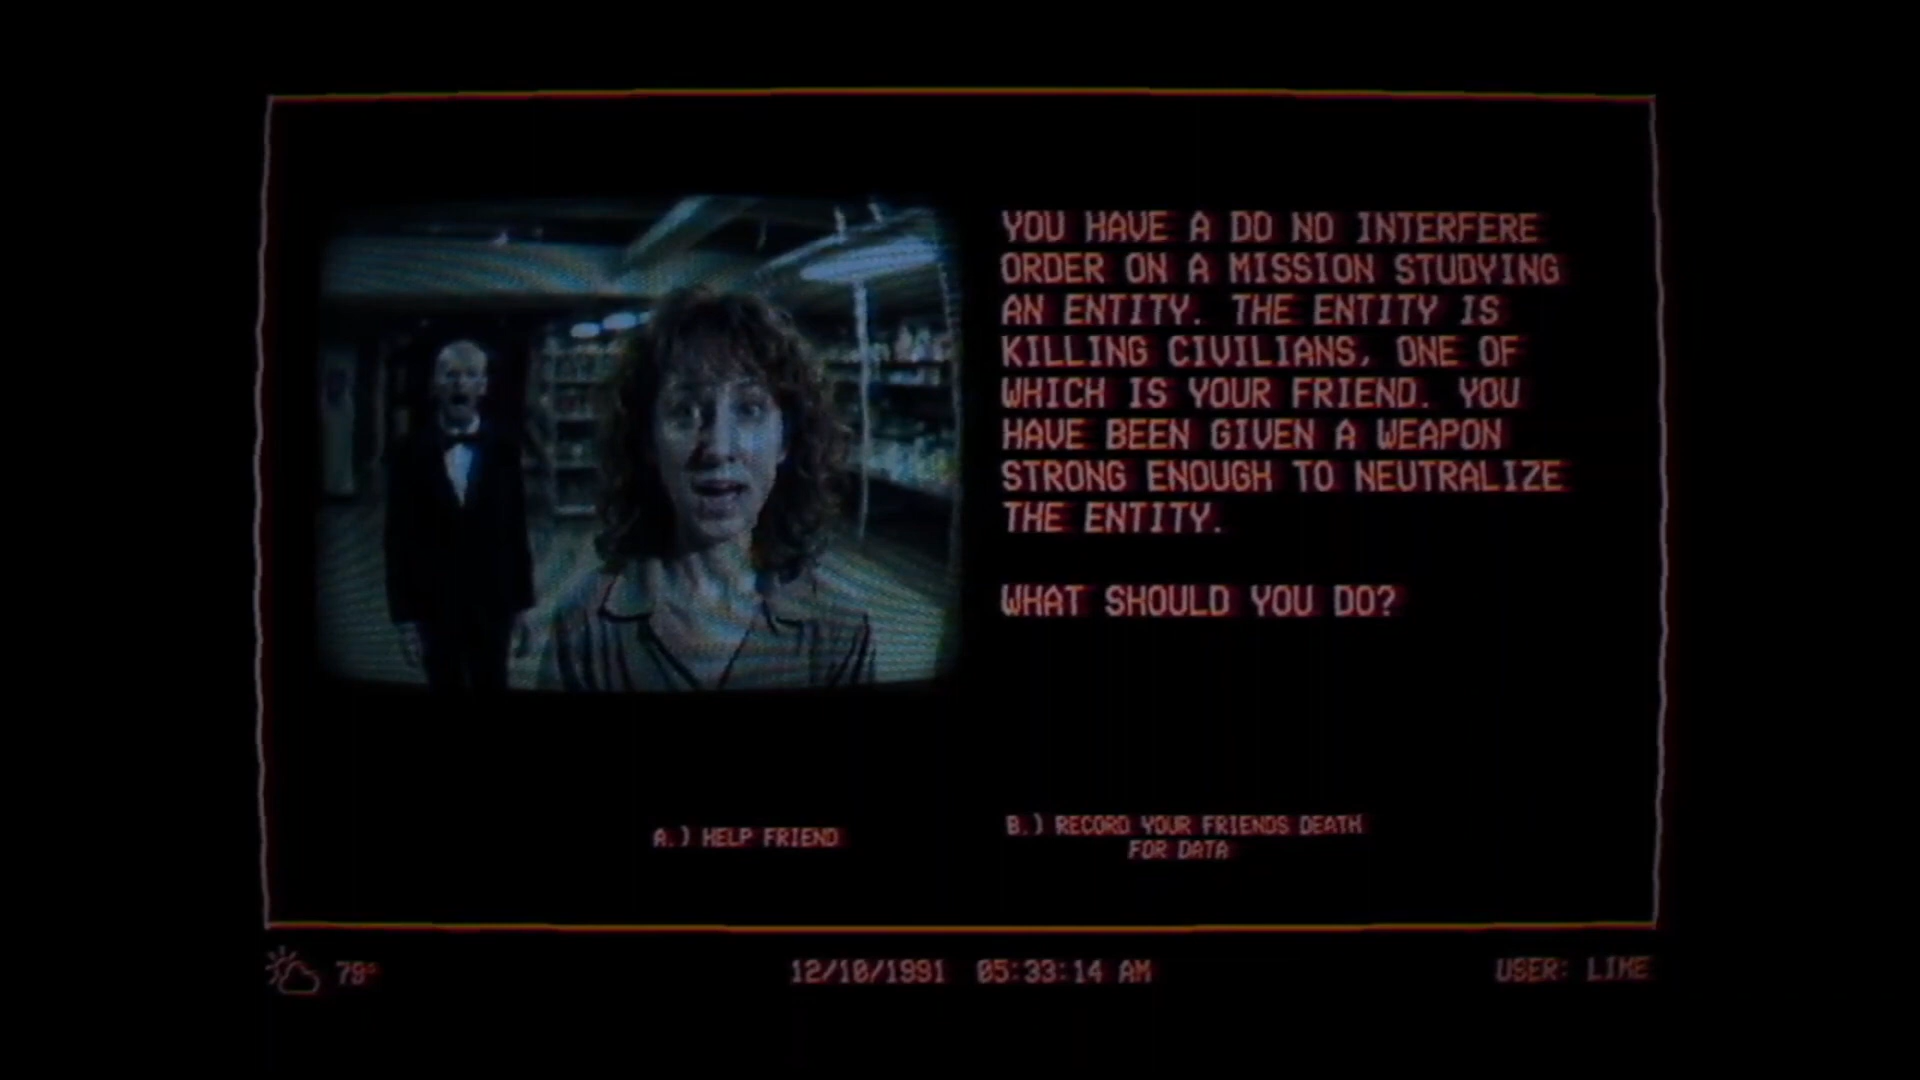 YOU HAVE A DO NO INTERFERE
ORDER ON A MISSION STUDYING
AN ENTITY. THE ENTITY IS
KILLING CIVILIANS, ONE OF
WHICH IS YOUR FRIEND. YOU
HAVE BEEN GIVEN A WEAPON
STRONG ENOUGH TO NEUTRALIZE
THE ENTITY.
WHAT SHOULD YOU DO?
A.) HELP FRIEND
B.) RECORD YOUR FRIENDS DEATH
FOR DATA
79°
12/10/1991 05:33:14 AM
USER: